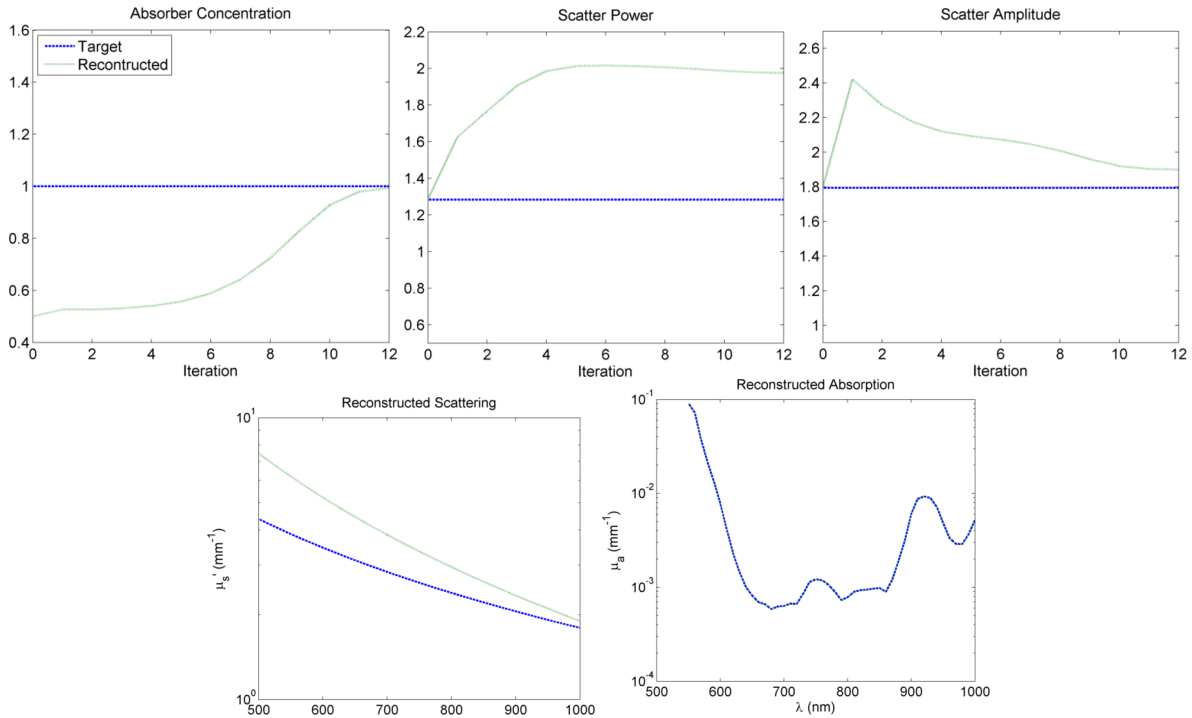 Absorber Concentration
1.6
1.4
1.2
1
0.8
0.6
0.4
0 2 4 6 8 10 12
Iteration
Target
Recontructed
Scatter Power
2.2
2
1.8
1.6
1.4
1.2
1
0.8
0.6
0 2 4 6 8 10 12
Iteration
Scatter Amplitude
2.6
2.4
2.2
2
1.8
1.6
1.4
1.2
1
0 2 4 6 8 10 12
Iteration
Reconstructed Scattering
10¹
10⁰
μs' (mm⁻¹)
500 600 700 800 900 1000
Reconstructed Absorption
10⁻¹
10⁻²
10⁻³
10⁻⁴
μa (mm⁻¹)
500 600 700 800 900 1000
λ (nm)